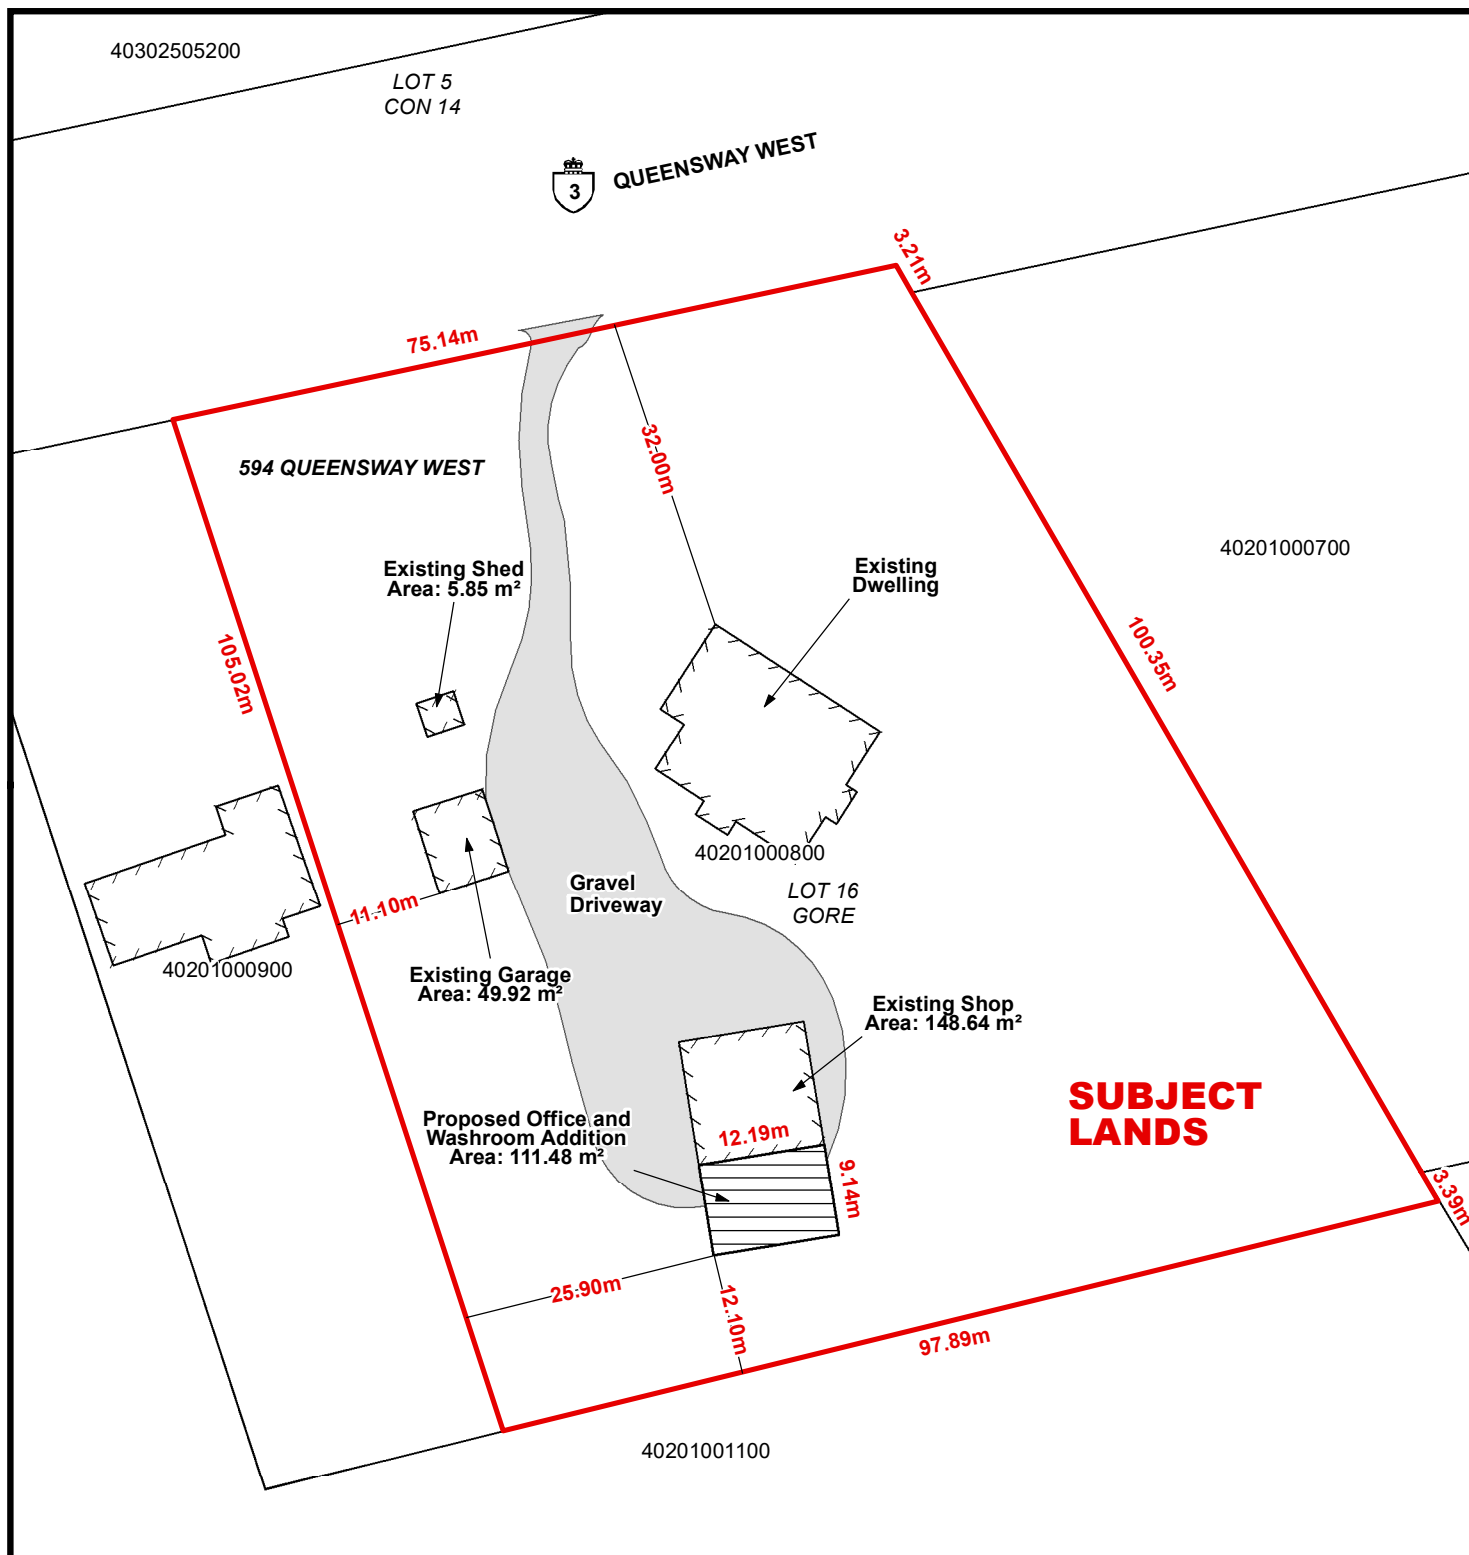 40302505200
LOT 5
CON 14
3
QUEENSWAY WEST
3.21m
75.14m
32.00m
594 QUEENSWAY WEST
40201000700
Existing Shed
Area: 5.85 m²
Existing
Dwelling
105.02m
100.35m
40201000800
Gravel
Driveway
LOT 16
GORE
11.10m
40201000900
Existing Garage
Area: 49.92 m²
Existing Shop
Area: 148.64 m²
SUBJECT
LANDS
Proposed Office and
Washroom Addition
Area: 111.48 m²
12.19m
9.14m
3.39m
25.90m
12.10m
97.89m
40201001100